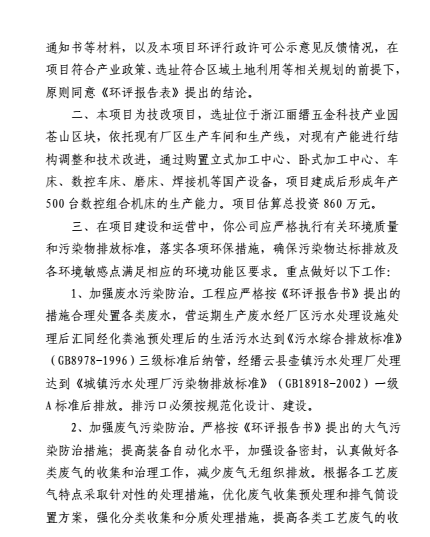 通知书等材料，以及本项目环评行政许可公示意见反馈情况，在
项目符合产业政策、选址符合区域土地利用等相关规划的前提下，
原则同意《环评报告表》提出的结论。
二、本项目为技改项目，选址位于浙江丽缙五金科技产业园
苍山区块，依托现有厂区生产车间和生产线，对现有产能进行结
构调整和技术改进，通过购置立式加工中心、卧式加工中心、车
床、数控车床、磨床、焊接机等国产设备，项目建成后形成年产
500 台数控组合机床的生产能力。项目估算总投资 860 万元。
三、在项目建设和运营中，你公司应严格执行有关环境质量
和污染物排放标准，落实各项环保措施，确保污染物达标排放及
各环境敏感点满足相应的环境功能区要求。重点做好以下工作：
1、加强废水污染防治。工程应严格按《环评报告书》提出的
措施合理处置各类废水，营运期生产废水经厂区污水处理设施处
理后汇同经化粪池预处理后的生活污水达到《污水综合排放标准》
（GB8978-1996）三级标准后纳管，经缙云县壶镇污水处理厂处理
达到《城镇污水处理厂污染物排放标准》（GB18918-2002）一级
A 标准后排放。排污口必须按规范化设计、建设。
2、加强废气污染防治。严格按《环评报告书》提出的大气污
染防治措施；提高装备自动化水平，加强设备密封，认真做好各
类废气的收集和治理工作，减少废气无组织排放。根据各工艺废
气特点采取针对性的处理措施，优化废气收集预处理和排气筒设
置方案，强化分类收集和分质处理措施，提高各类工艺废气的收